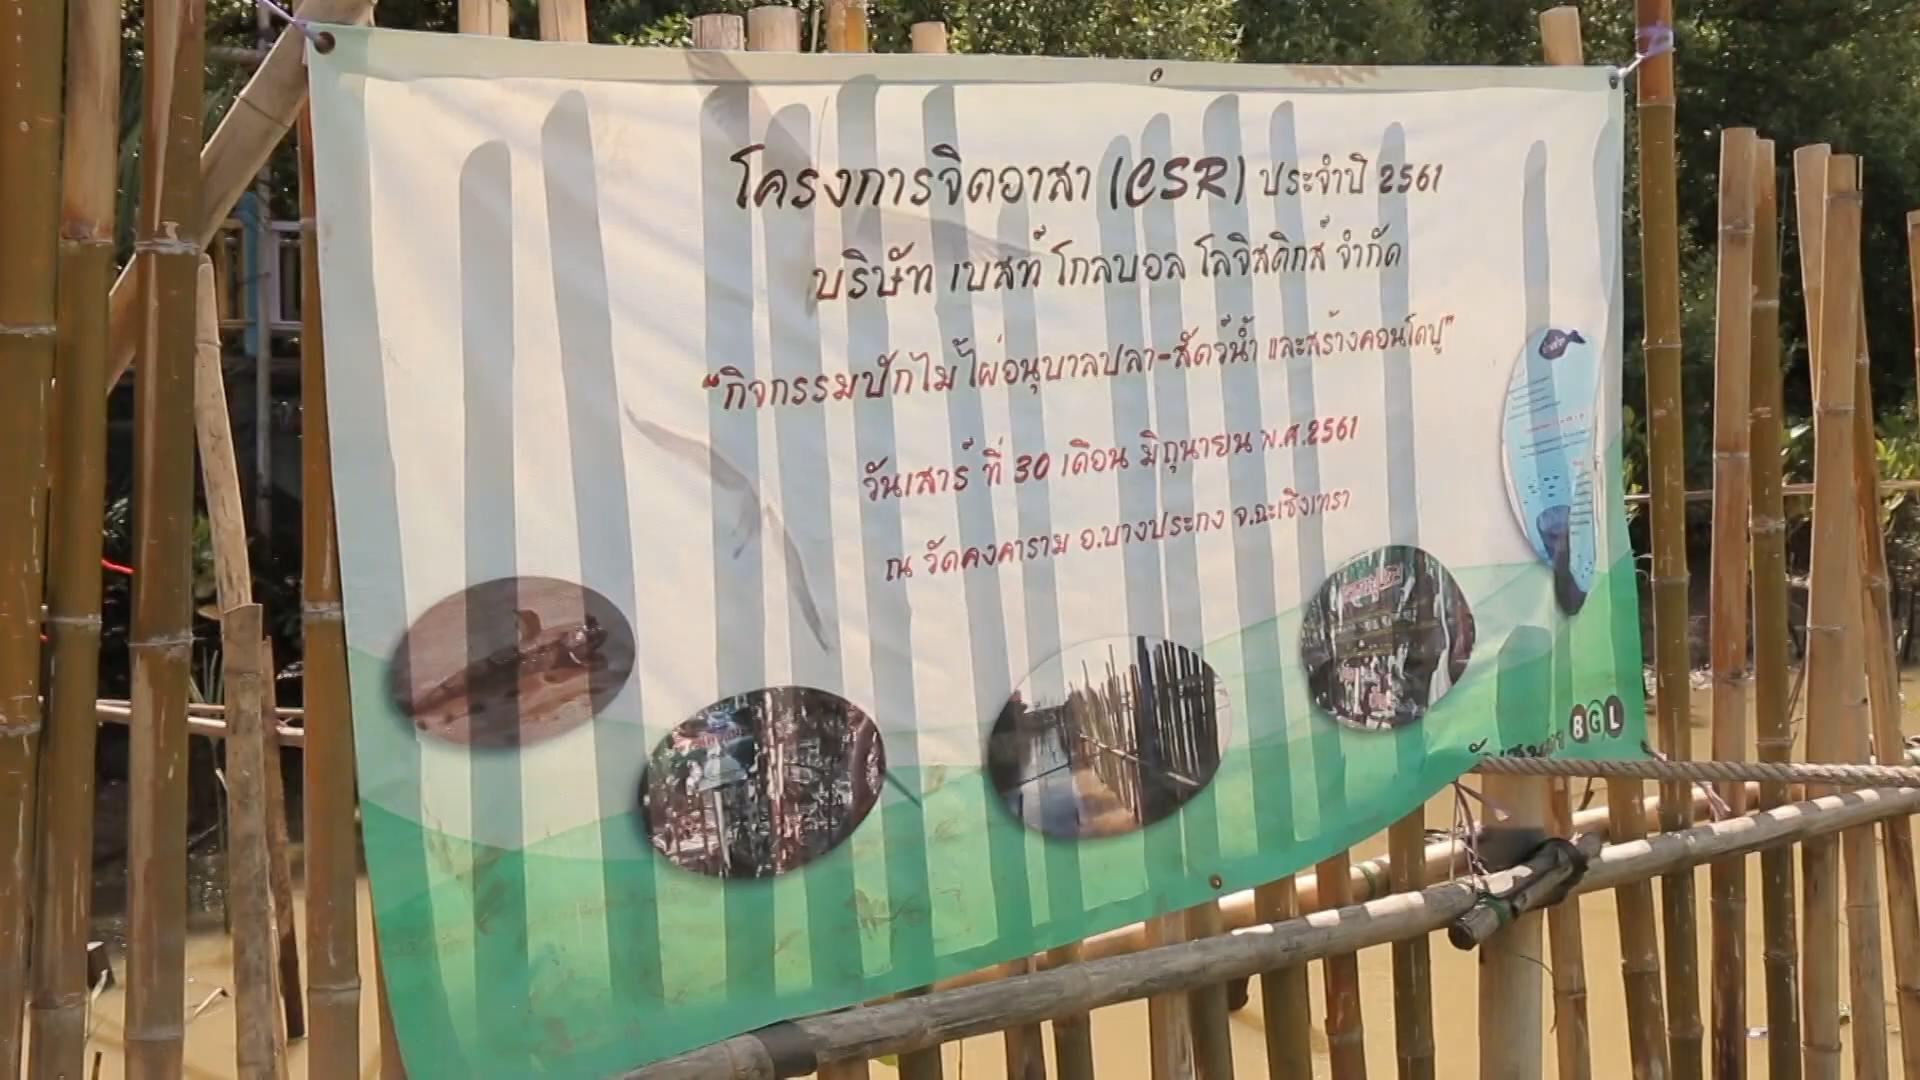 โครงการจิตอาสา (CSR) ประจำปี 2561
บริษัท เบสท์ โกลบอล โลจิสติกส์ จำกัด
“กิจกรรมปักไม้ไผ่อนุบาลปลา-สัตว์น้ำ และสร้างคอนโดปู”
วันเสาร์ ที่ 30 เดือน มิถุนายน พ.ศ.2561
ณ วัดคงคาราม อ.บางปะกง จ.ฉะเชิงเทรา
BGL